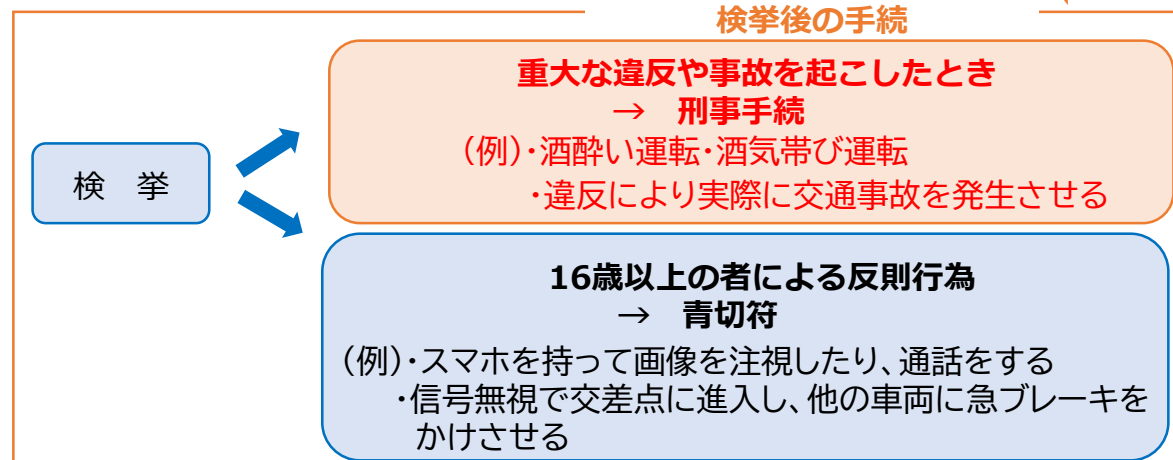 検挙後の手続
重大な違反や事故を起こしたとき
→ 刑事手続
（例）・酒酔い運転・酒気帯び運転
・違反により実際に交通事故を発生させる
検 挙
16歳以上の者による反則行為
→ 青切符
（例）・スマホを持って画像を注視したり、通話をする
・信号無視で交差点に進入し、他の車両に急ブレーキを
かけさせる